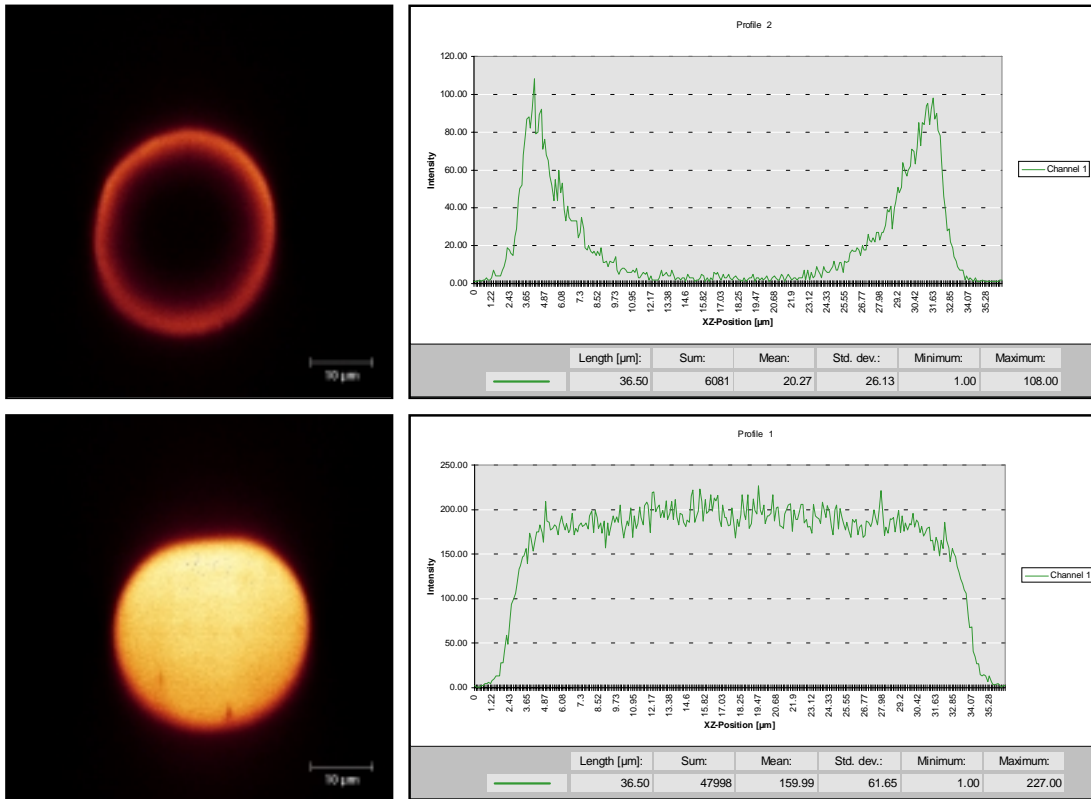 Profile 2
120.00
100.00
80.00
60.00
40.00
20.00
0.00
Intensity
0 1.22 2.43 3.65 4.87 6.08 7.3 8.52 9.73 10.95 12.17 13.38 14.6 15.82 17.03 18.25 19.47 20.68 21.9 23.12 24.33 25.55 26.77 27.98 29.2 30.42 31.63 32.85 34.07 35.28
XZ-Position [µm]
Channel 1
10 µm
Length [µm]: Sum: Mean: Std. dev.: Minimum: Maximum:
36.50 6081 20.27 26.13 1.00 108.00
Profile 1
250.00
200.00
150.00
100.00
50.00
0.00
Intensity
0 1.22 2.43 3.65 4.87 6.08 7.3 8.52 9.73 10.95 12.17 13.38 14.6 15.82 17.03 18.25 19.47 20.68 21.9 23.12 24.33 25.55 26.77 27.98 29.2 30.42 31.63 32.85 34.07 35.28
XZ-Position [µm]
Channel 1
10 µm
Length [µm]: Sum: Mean: Std. dev.: Minimum: Maximum:
36.50 47998 159.99 61.65 1.00 227.00